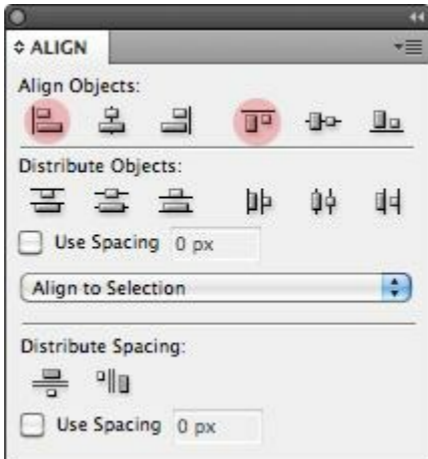 ALIGN
Align Objects:
Distribute Objects:
Use Spacing 0 px
Align to Selection
Distribute Spacing:
Use Spacing 0 px